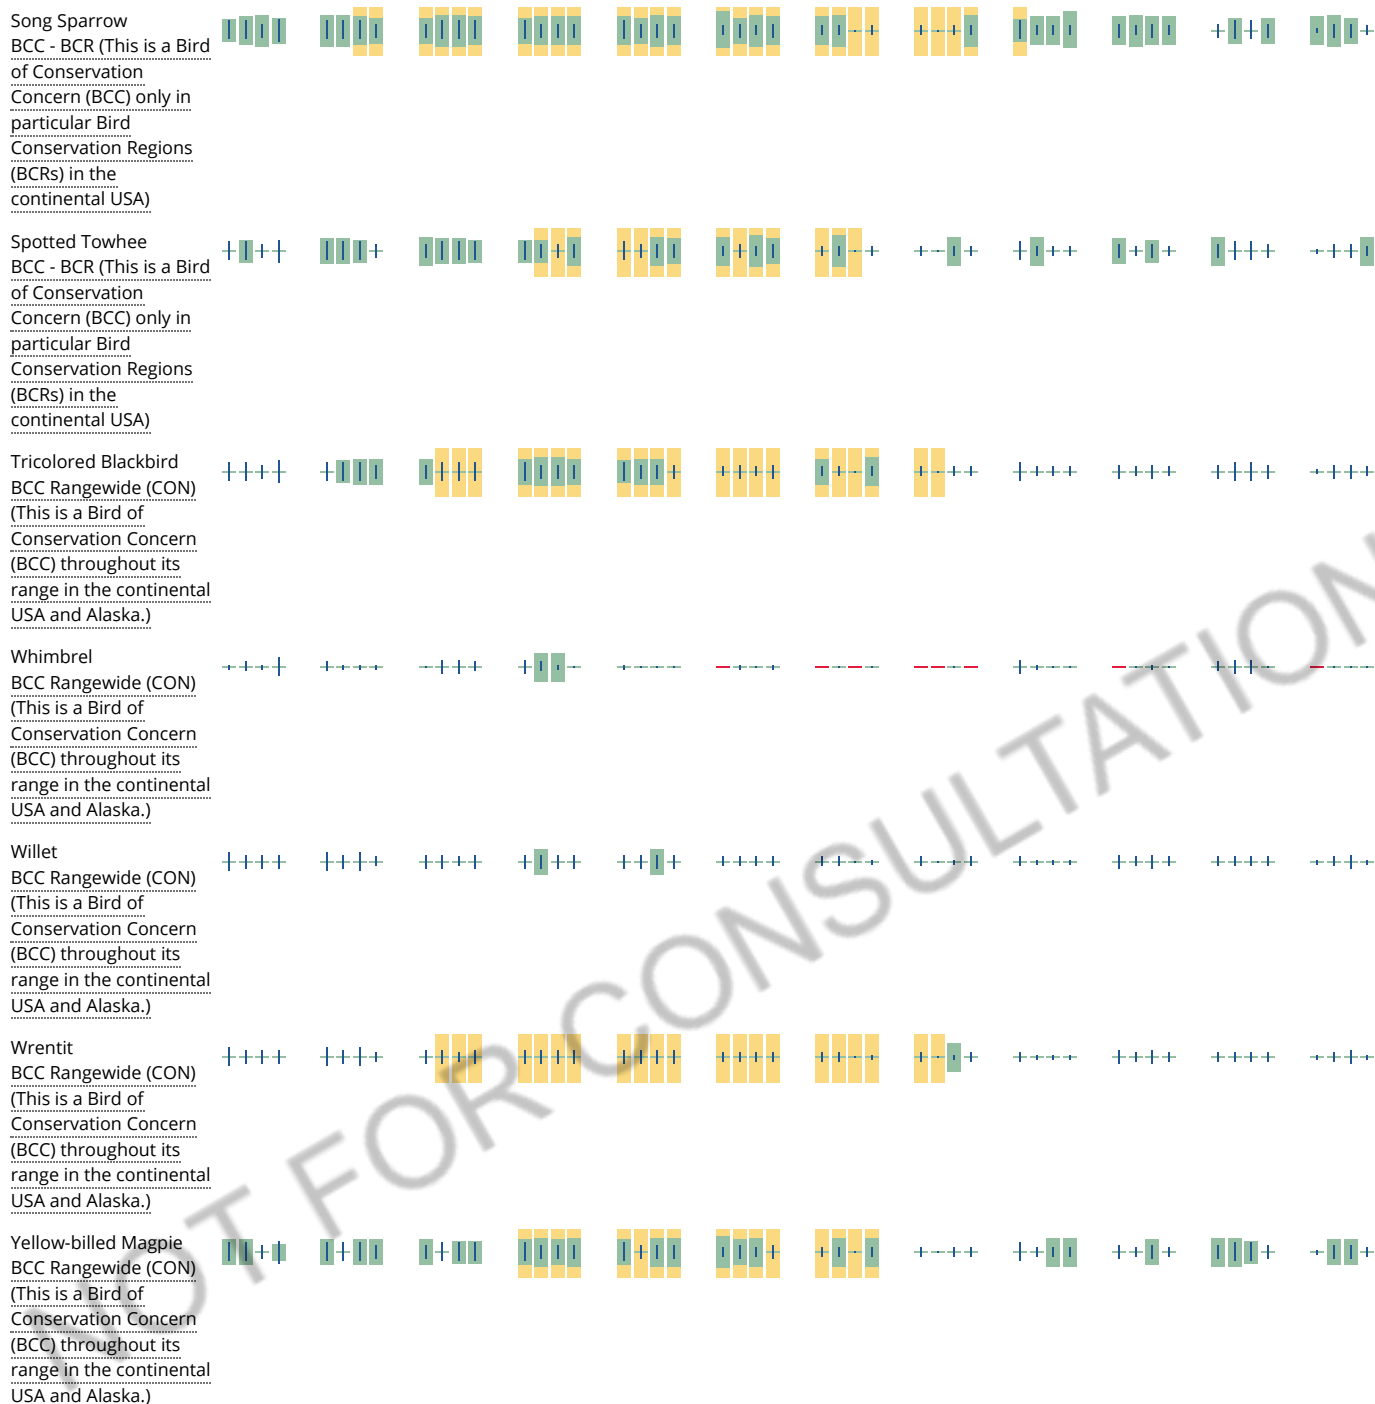 Song Sparrow
BCC - BCR (This is a Bird
of Conservation
Concern (BCC) only in
particular Bird
Conservation Regions
(BCRs) in the
continental USA)
Spotted Towhee
BCC - BCR (This is a Bird
of Conservation
Concern (BCC) only in
particular Bird
Conservation Regions
(BCRs) in the
continental USA)
Tricolored Blackbird
BCC Rangewide (CON)
(This is a Bird of
Conservation Concern
(BCC) throughout its
range in the continental
USA and Alaska.)
Whimbrel
BCC Rangewide (CON)
(This is a Bird of
Conservation Concern
(BCC) throughout its
range in the continental
USA and Alaska.)
Willet
BCC Rangewide (CON)
(This is a Bird of
Conservation Concern
(BCC) throughout its
range in the continental
USA and Alaska.)
Wrentit
BCC Rangewide (CON)
(This is a Bird of
Conservation Concern
(BCC) throughout its
range in the continental
USA and Alaska.)
Yellow-billed Magpie
BCC Rangewide (CON)
(This is a Bird of
Conservation Concern
(BCC) throughout its
range in the continental
USA and Alaska.)
NOT FOR CONSULTATION